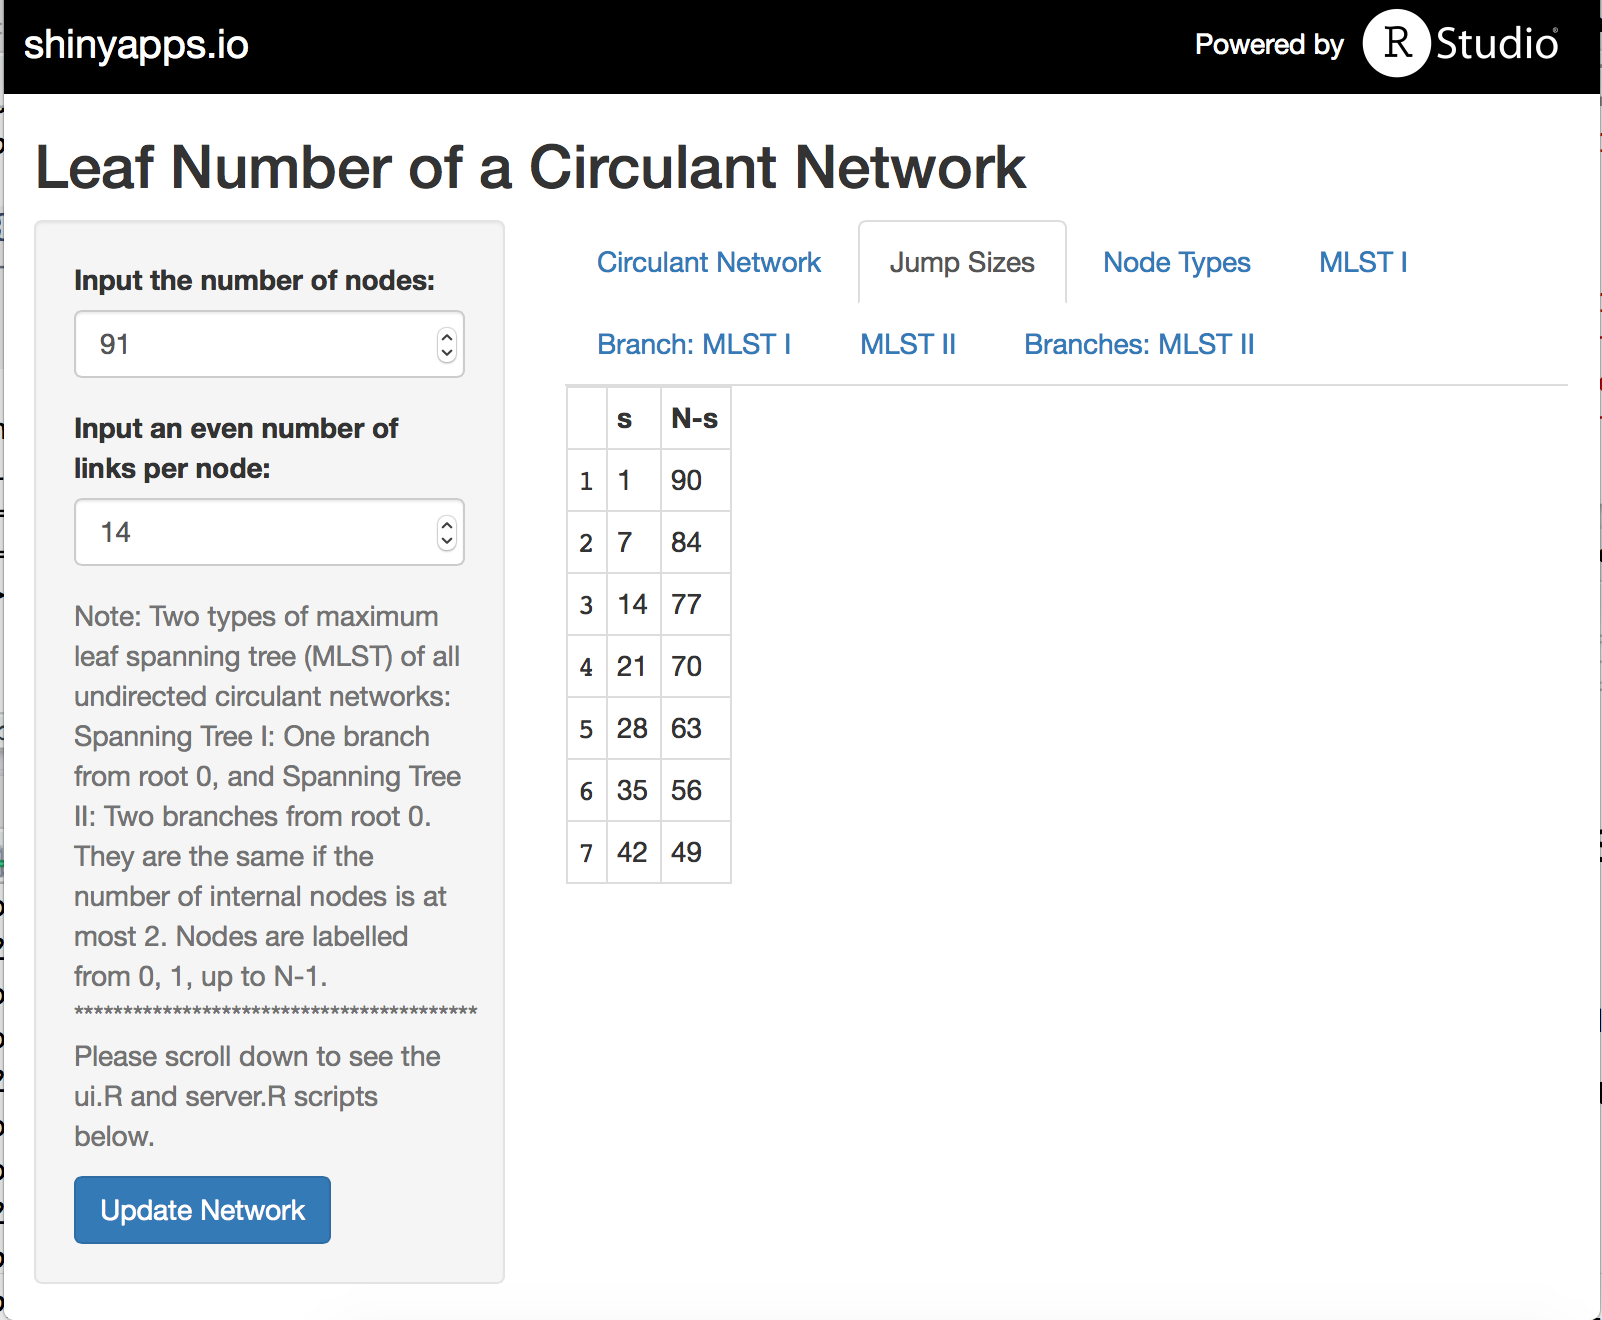 shinyapps.io
Powered by R Studio®
Leaf Number of a Circulant Network
Input the number of nodes:
91
Input an even number of
links per node:
14
Note: Two types of maximum
leaf spanning tree (MLST) of all
undirected circulant networks:
Spanning Tree I: One branch
from root 0, and Spanning Tree
II: Two branches from root 0.
They are the same if the
number of internal nodes is at
most 2. Nodes are labelled
from 0, 1, up to N-1.
*****************************************
Please scroll down to see the
ui.R and server.R scripts
below.
Update Network
Circulant Network Jump Sizes Node Types MLST I
Branch: MLST I MLST II Branches: MLST II
s N-s
1 1 90
2 7 84
3 14 77
4 21 70
5 28 63
6 35 56
7 42 49